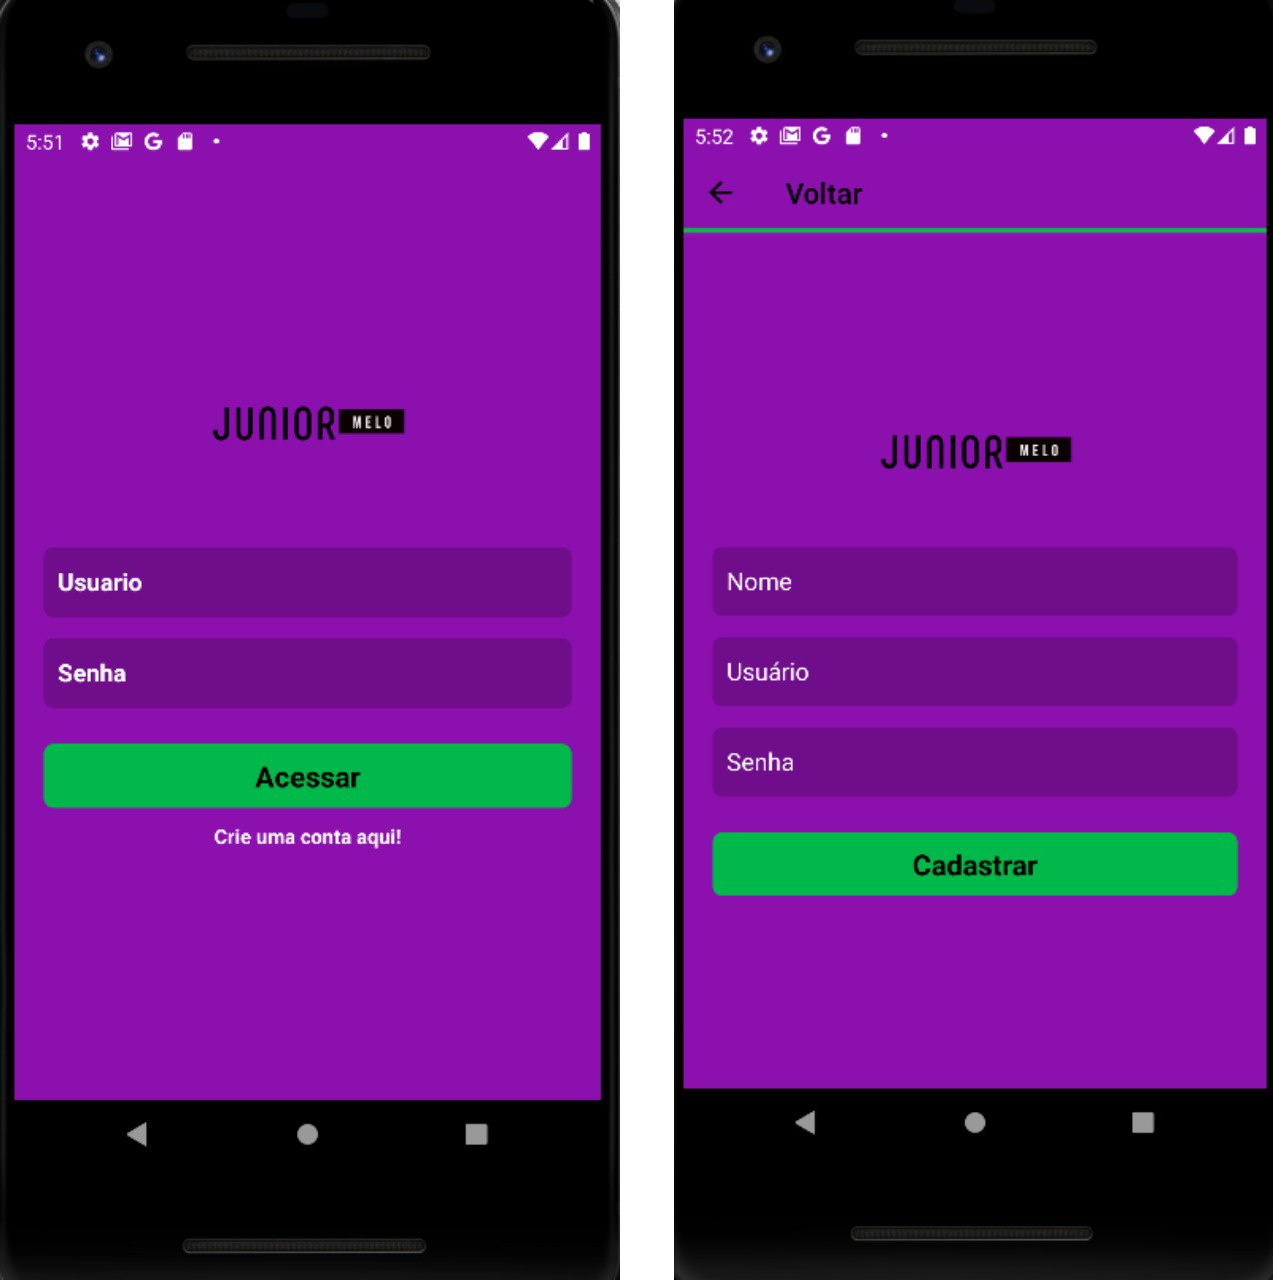 5:51
JUNIOR MELO
Usuario
Senha
Acessar
Crie uma conta aqui!
5:52
Voltar
JUNIOR MELO
Nome
Usuário
Senha
Cadastrar